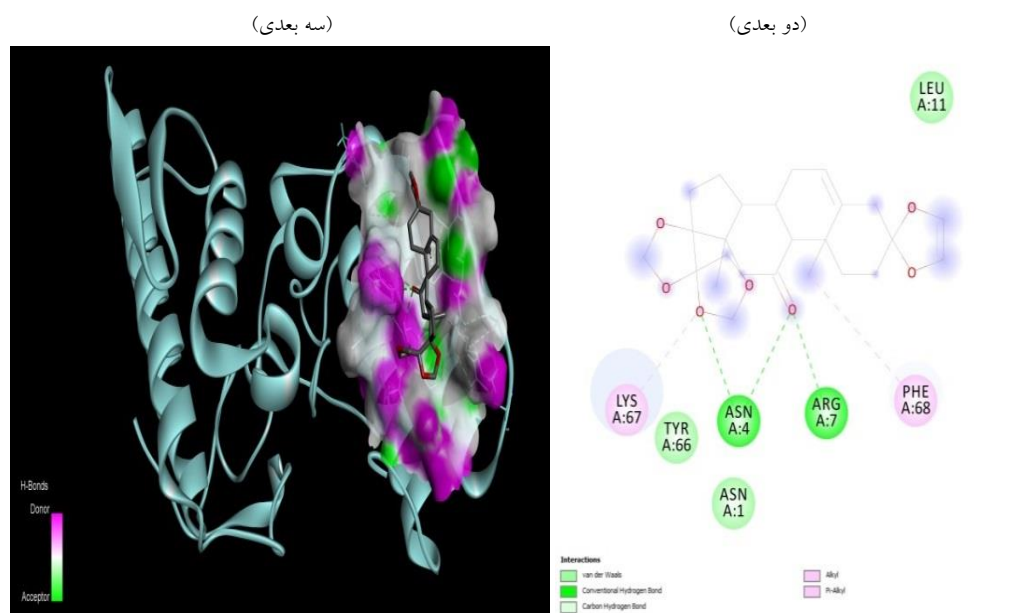 (سه بعدی)
(دو بعدی)
LEU
A:11
O
O
O
O
O
O
O
LYS
A:67
TYR
A:66
ASN
A:4
ARG
A:7
PHE
A:68
ASN
A:1
H-Bonds
Donor
Acceptor
Interactions
van der Waals
Conventional Hydrogen Bond
Carbon Hydrogen Bond
Alkyl
Pi-Alkyl